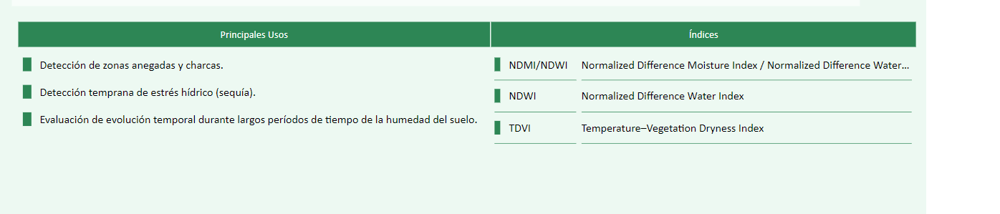 Principales Usos
Índices
Detección de zonas anegadas y charcas.
Detección temprana de estrés hídrico (sequía).
Evaluación de evolución temporal durante largos períodos de tiempo de la humedad del suelo.
NDMI/NDWI Normalized Difference Moisture Index / Normalized Difference Water...
NDWI Normalized Difference Water Index
TDVI Temperature–Vegetation Dryness Index